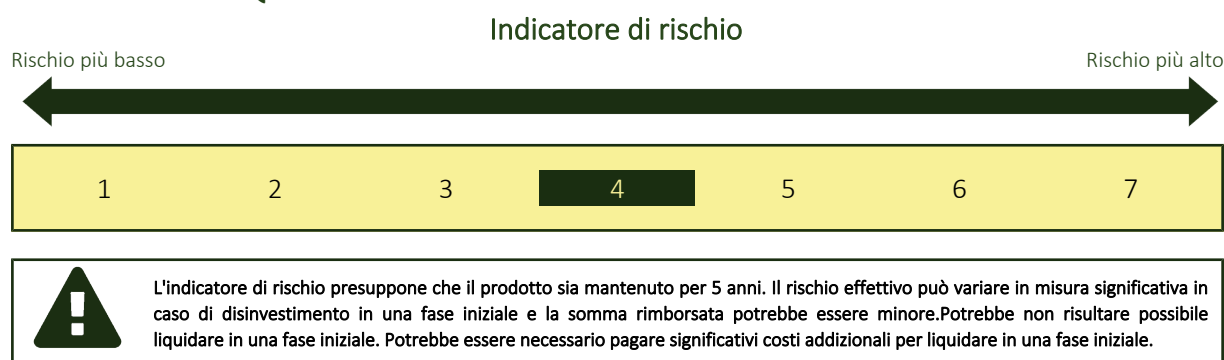 Indicatore di rischio
Rischio più basso
Rischio più alto
1 2 3 4 5 6 7
L'indicatore di rischio presuppone che il prodotto sia mantenuto per 5 anni. Il rischio effettivo può variare in misura significativa in
caso di disinvestimento in una fase iniziale e la somma rimborsata potrebbe essere minore.Potrebbe non risultare possibile
liquidare in una fase iniziale. Potrebbe essere necessario pagare significativi costi addizionali per liquidare in una fase iniziale.